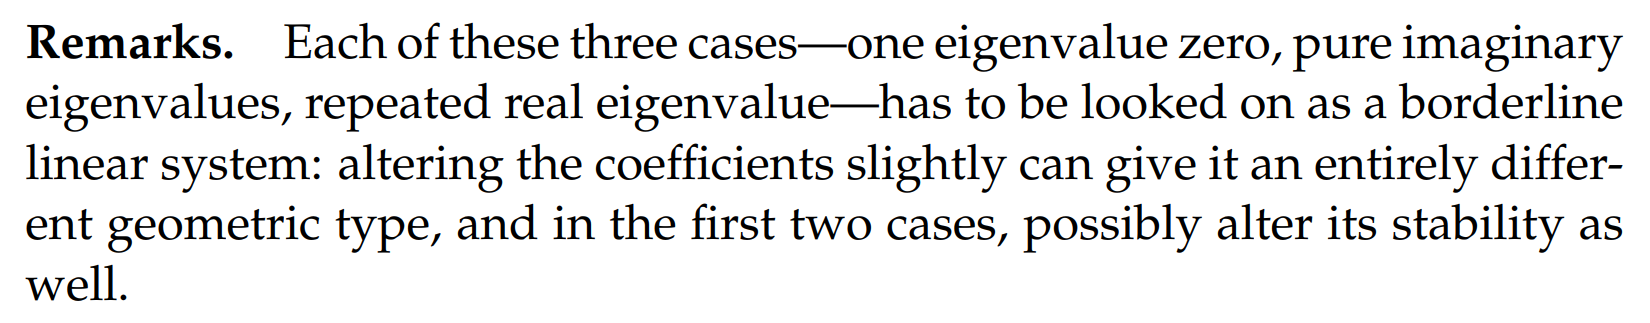 Remarks. Each of these three cases—one eigenvalue zero, pure imaginary
eigenvalues, repeated real eigenvalue—has to be looked on as a borderline
linear system: altering the coefficients slightly can give it an entirely differ-
ent geometric type, and in the first two cases, possibly alter its stability as
well.